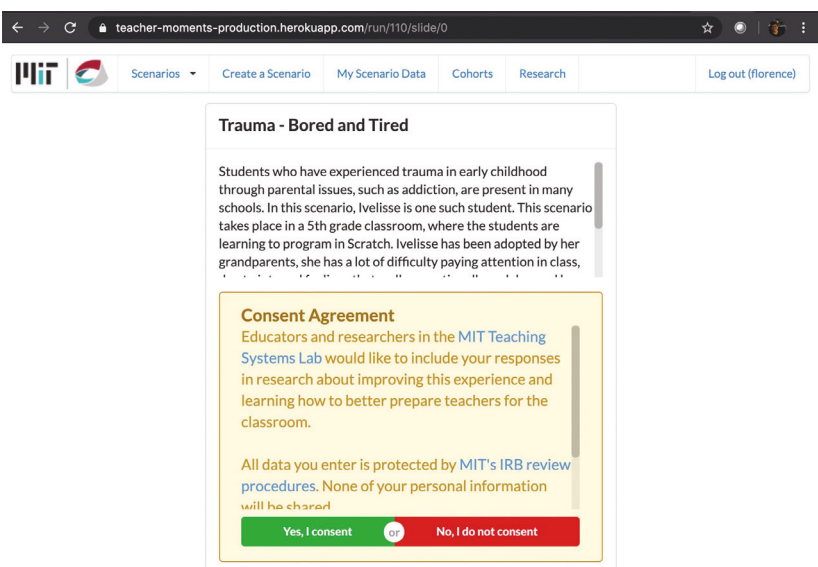 teacher-moments-production.herokuapp.com/run/110/slide/0
MiT Scenarios Create a Scenario My Scenario Data Cohorts Research Log out (florence)
Trauma - Bored and Tired
Students who have experienced trauma in early childhood
through parental issues, such as addiction, are present in many
schools. In this scenario, Ivelisse is one such student. This scenario
takes place in a 5th grade classroom, where the students are
learning to program in Scratch. Ivelisse has been adopted by her
grandparents, she has a lot of difficulty paying attention in class,
Consent Agreement
Educators and researchers in the MIT Teaching
Systems Lab would like to include your responses
in research about improving this experience and
learning how to better prepare teachers for the
classroom.
All data you enter is protected by MIT's IRB review
procedures. None of your personal information
will be shared
Yes, I consent or No, I do not consent